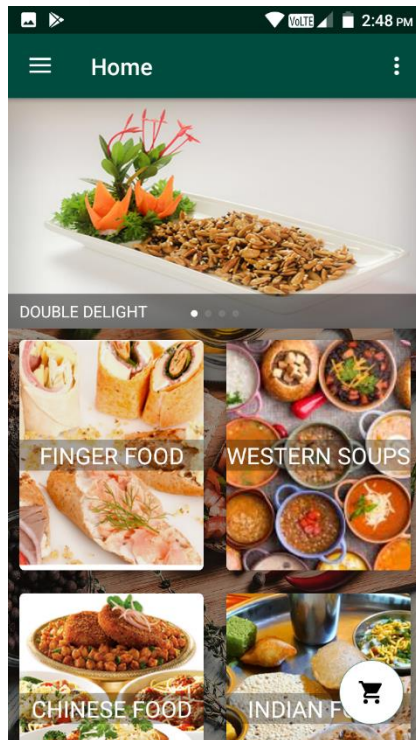 VoLTE 2:48 PM
Home
DOUBLE DELIGHT
FINGER FOOD
WESTERN SOUPS
CHINESE FOOD
INDIAN